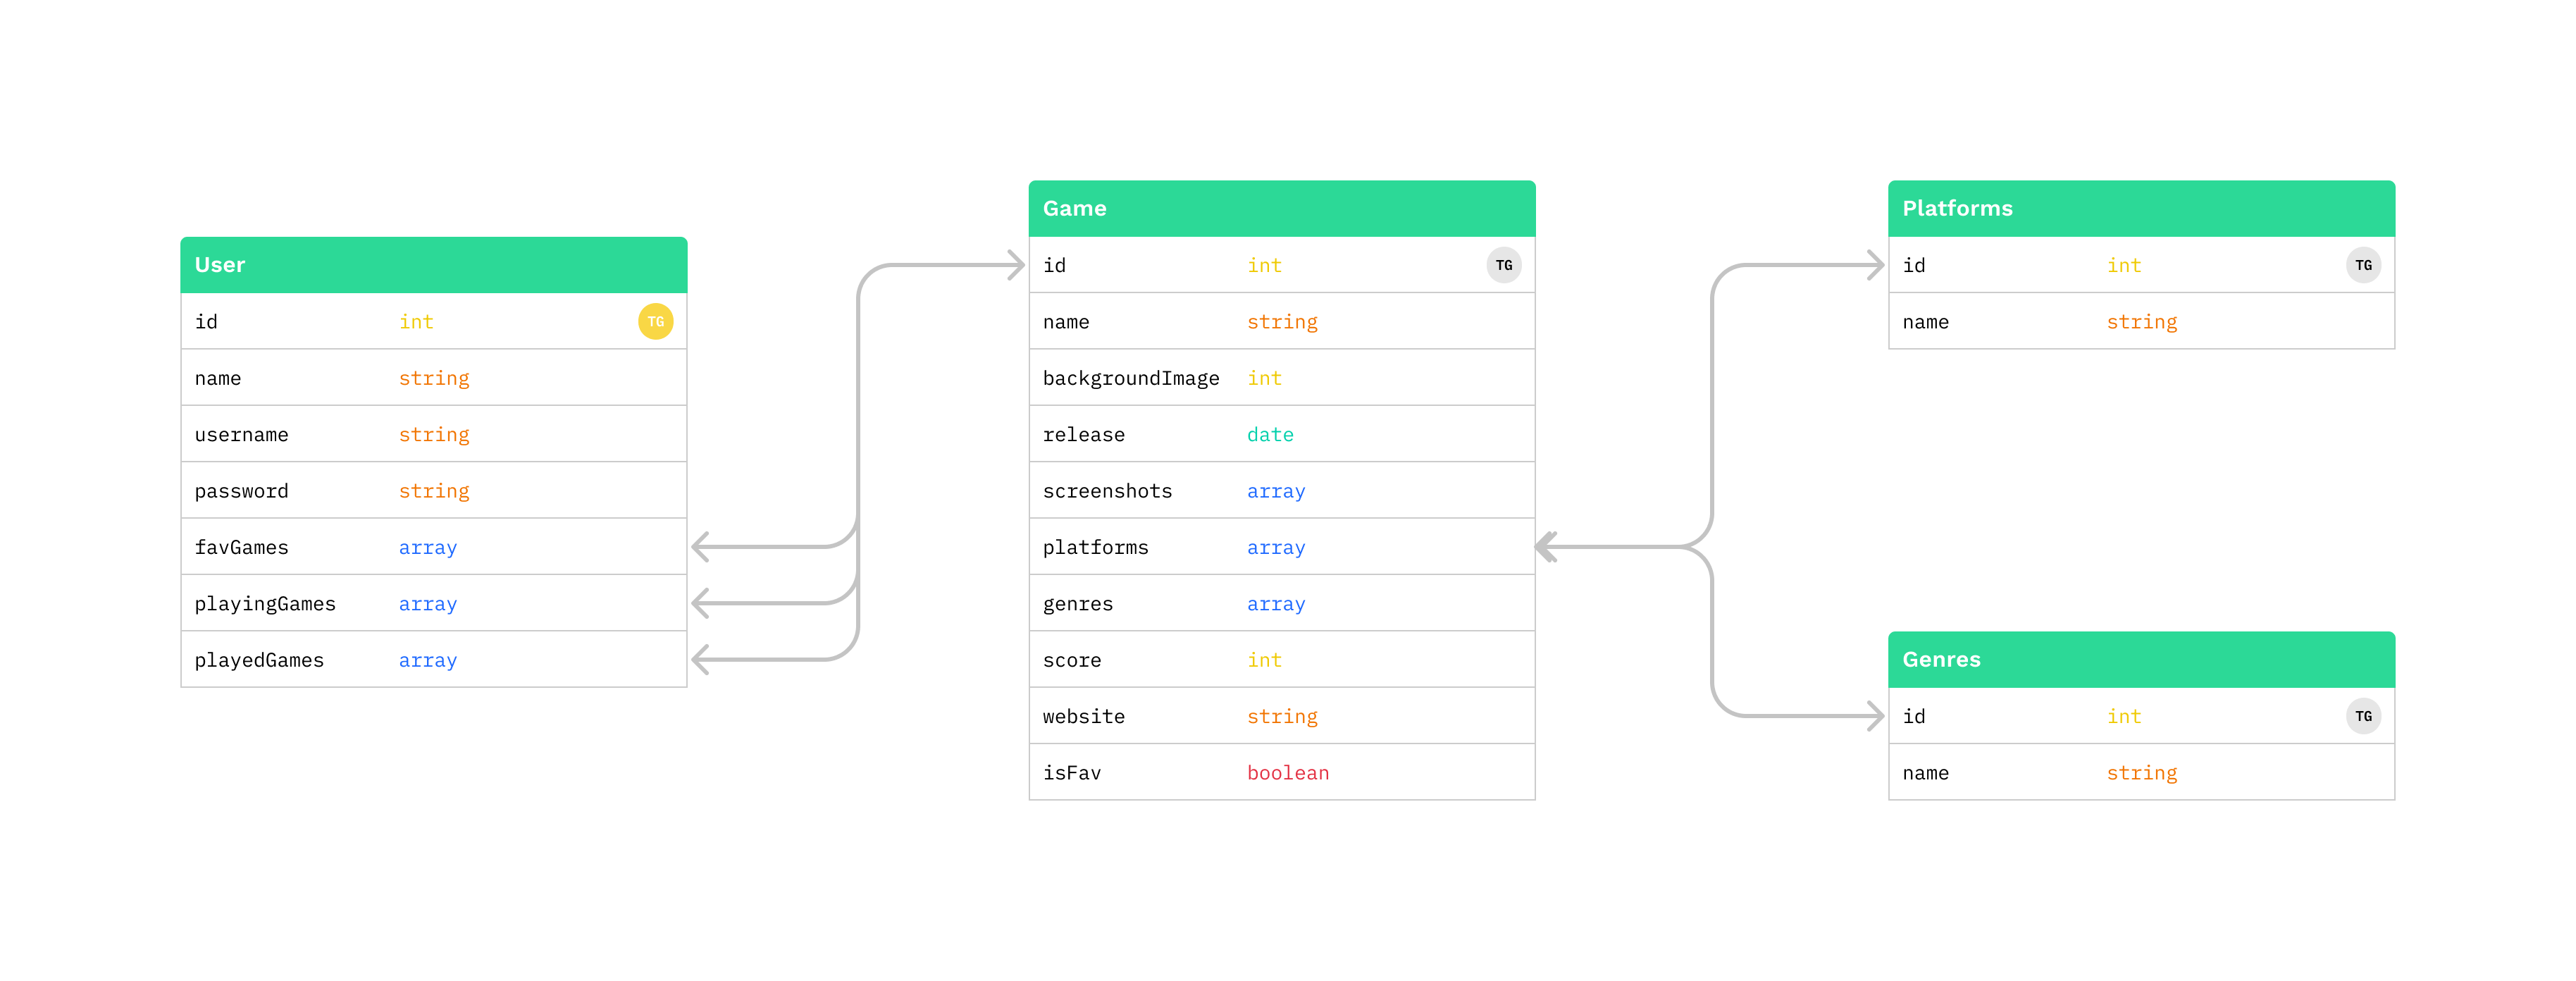 User
id int TG
name string
username string
password string
favGames array
playingGames array
playedGames array
Game
id int TG
name string
backgroundImage int
release date
screenshots array
platforms array
genres array
score int
website string
isFav boolean
Platforms
id int TG
name string
Genres
id int TG
name string